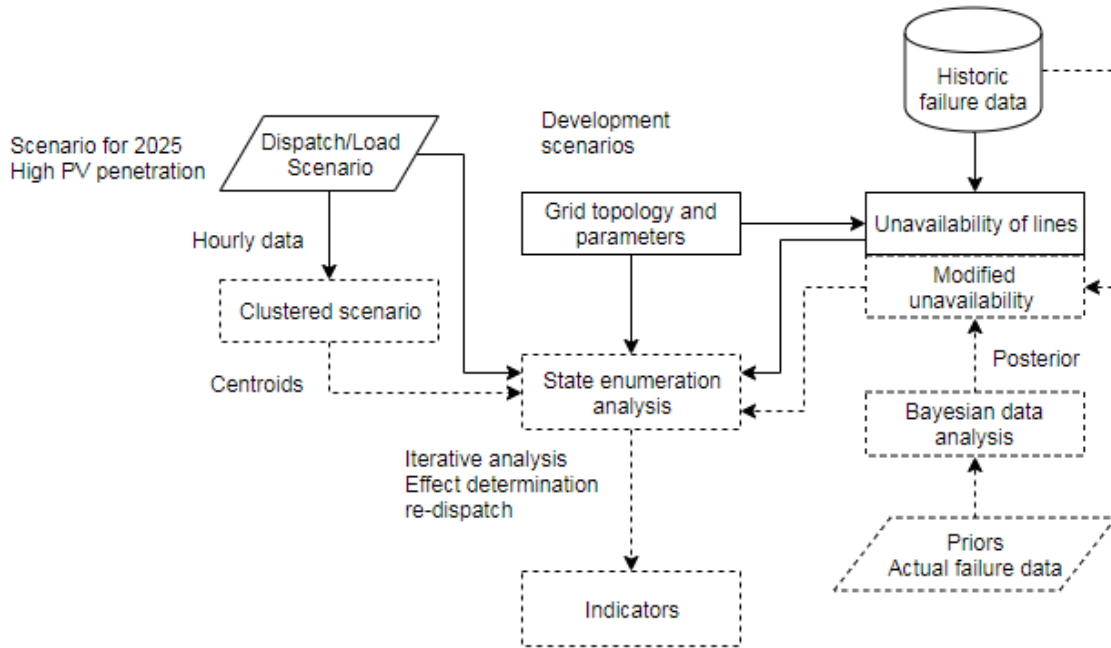 Historic
failure data
Scenario for 2025
High PV penetration
Dispatch/Load
Scenario
Development
scenarios
Grid topology and
parameters
Unavailability of lines
Hourly data
Modified
unavailability
Clustered scenario
Centroids
State enumeration
analysis
Posterior
Bayesian data
analysis
Iterative analysis
Effect determination
re-dispatch
Priors
Actual failure data
Indicators